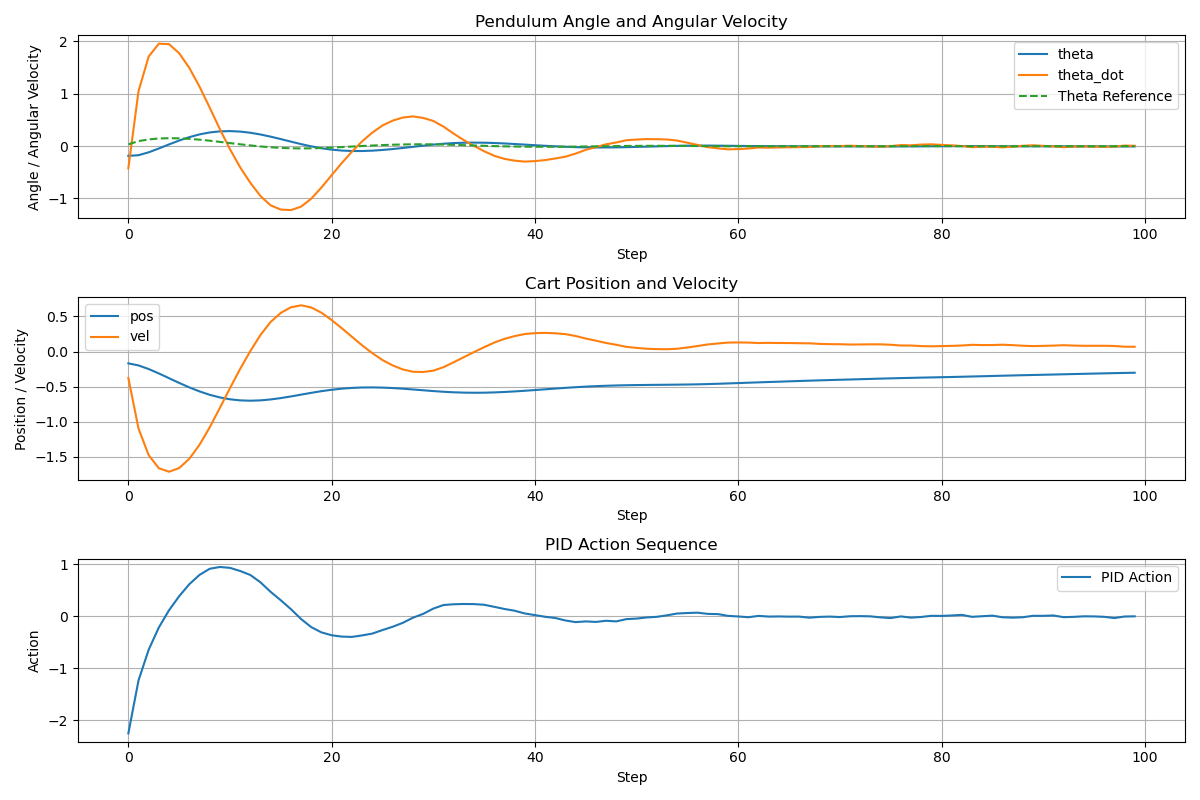 Pendulum Angle and Angular Velocity
Angle / Angular Velocity
2
1
0
−1
theta
theta_dot
Theta Reference
0 20 40 60 80 100
Step
Cart Position and Velocity
Position / Velocity
0.5
0.0
−0.5
−1.0
−1.5
pos
vel
0 20 40 60 80 100
Step
PID Action Sequence
Action
1
0
−1
−2
PID Action
0 20 40 60 80 100
Step